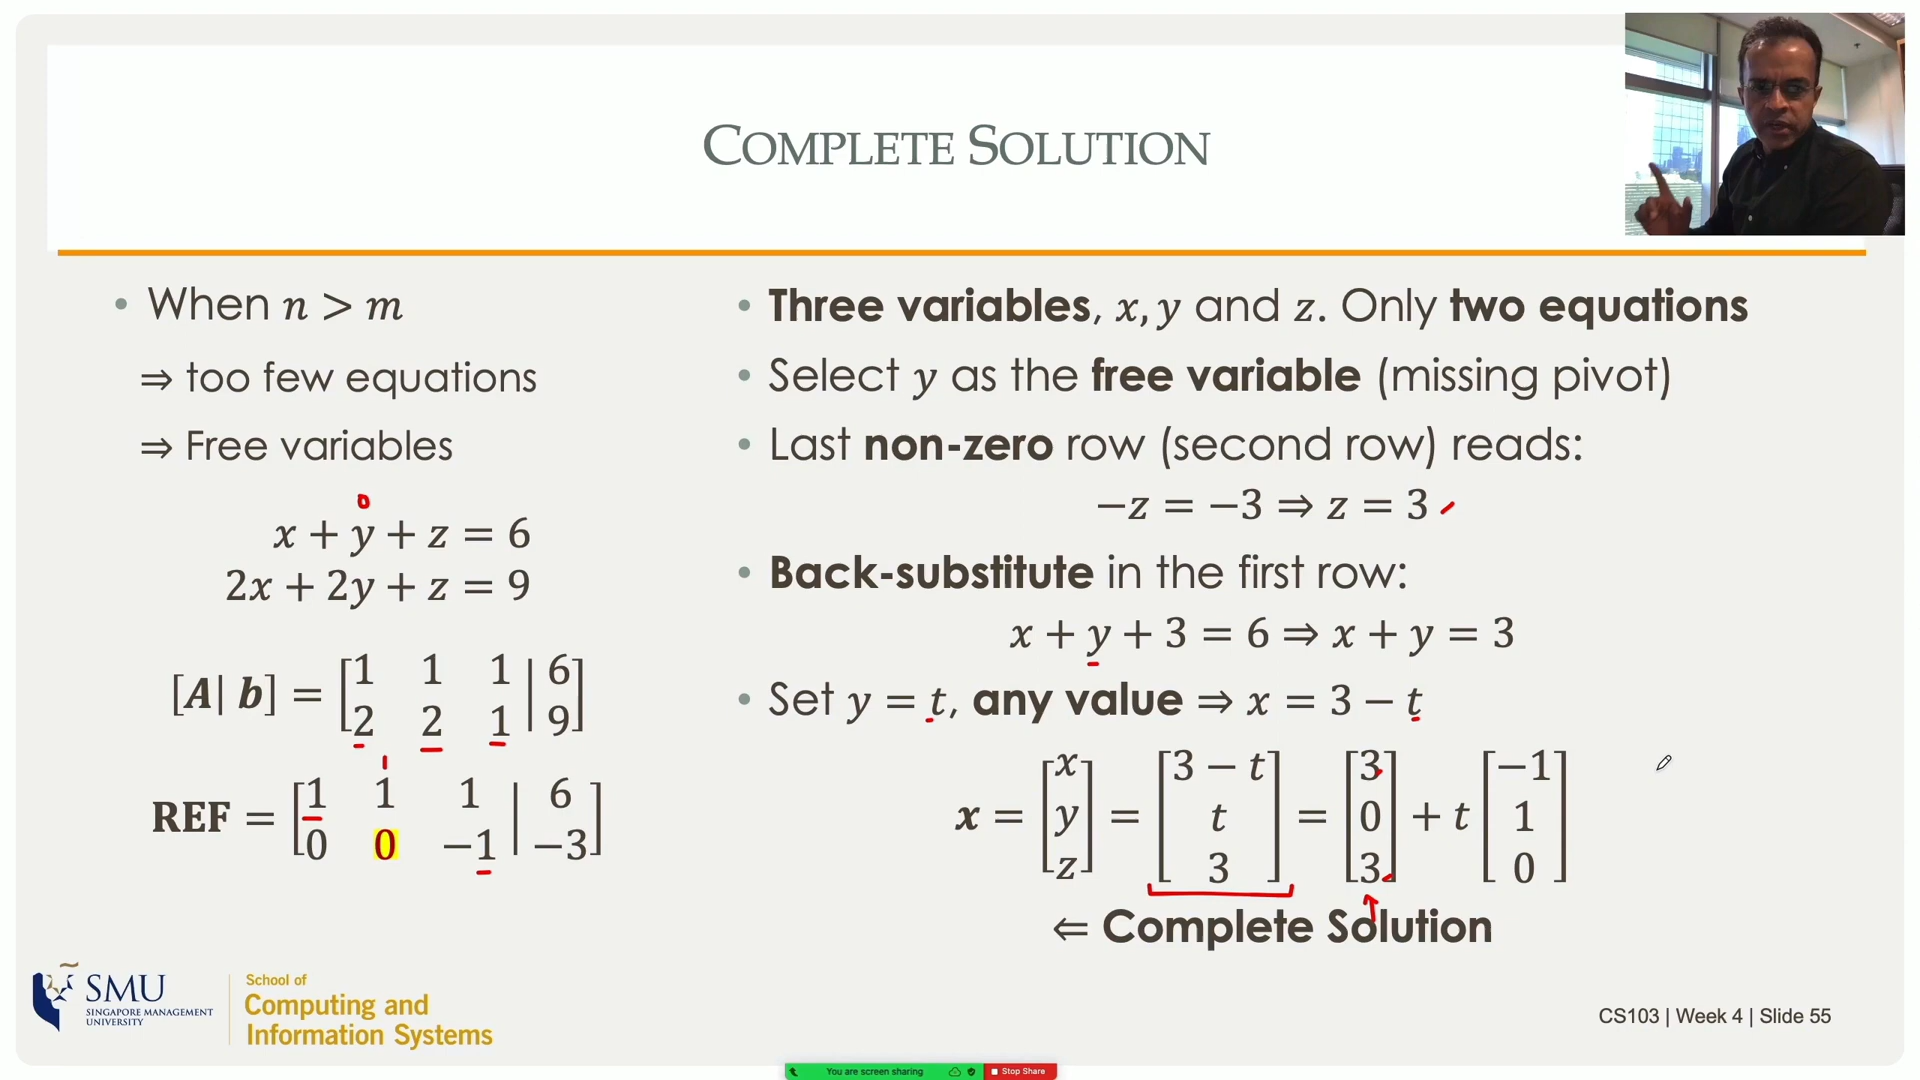 COMPLETE SOLUTION
• When n > m
⇒ too few equations
⇒ Free variables
x + y + z = 6
2x + 2y + z = 9
[A| b] = [1 1 1 | 6]
[2 2 1 | 9]
REF = [1 1 1 | 6]
[0 0 −1 | −3]
• Three variables, x, y and z. Only two equations
• Select y as the free variable (missing pivot)
• Last non-zero row (second row) reads:
−z = −3 ⇒ z = 3
• Back-substitute in the first row:
x + y + 3 = 6 ⇒ x + y = 3
• Set y = t, any value ⇒ x = 3 − t
x = [x y z] = [3 − t t 3] = [3 0 3] + t [−1 1 0]
⇐ Complete Solution
SMU
SINGAPORE MANAGEMENT
UNIVERSITY
School of
Computing and
Information Systems
CS103 | Week 4 | Slide 55
You are screen sharing
Stop Share